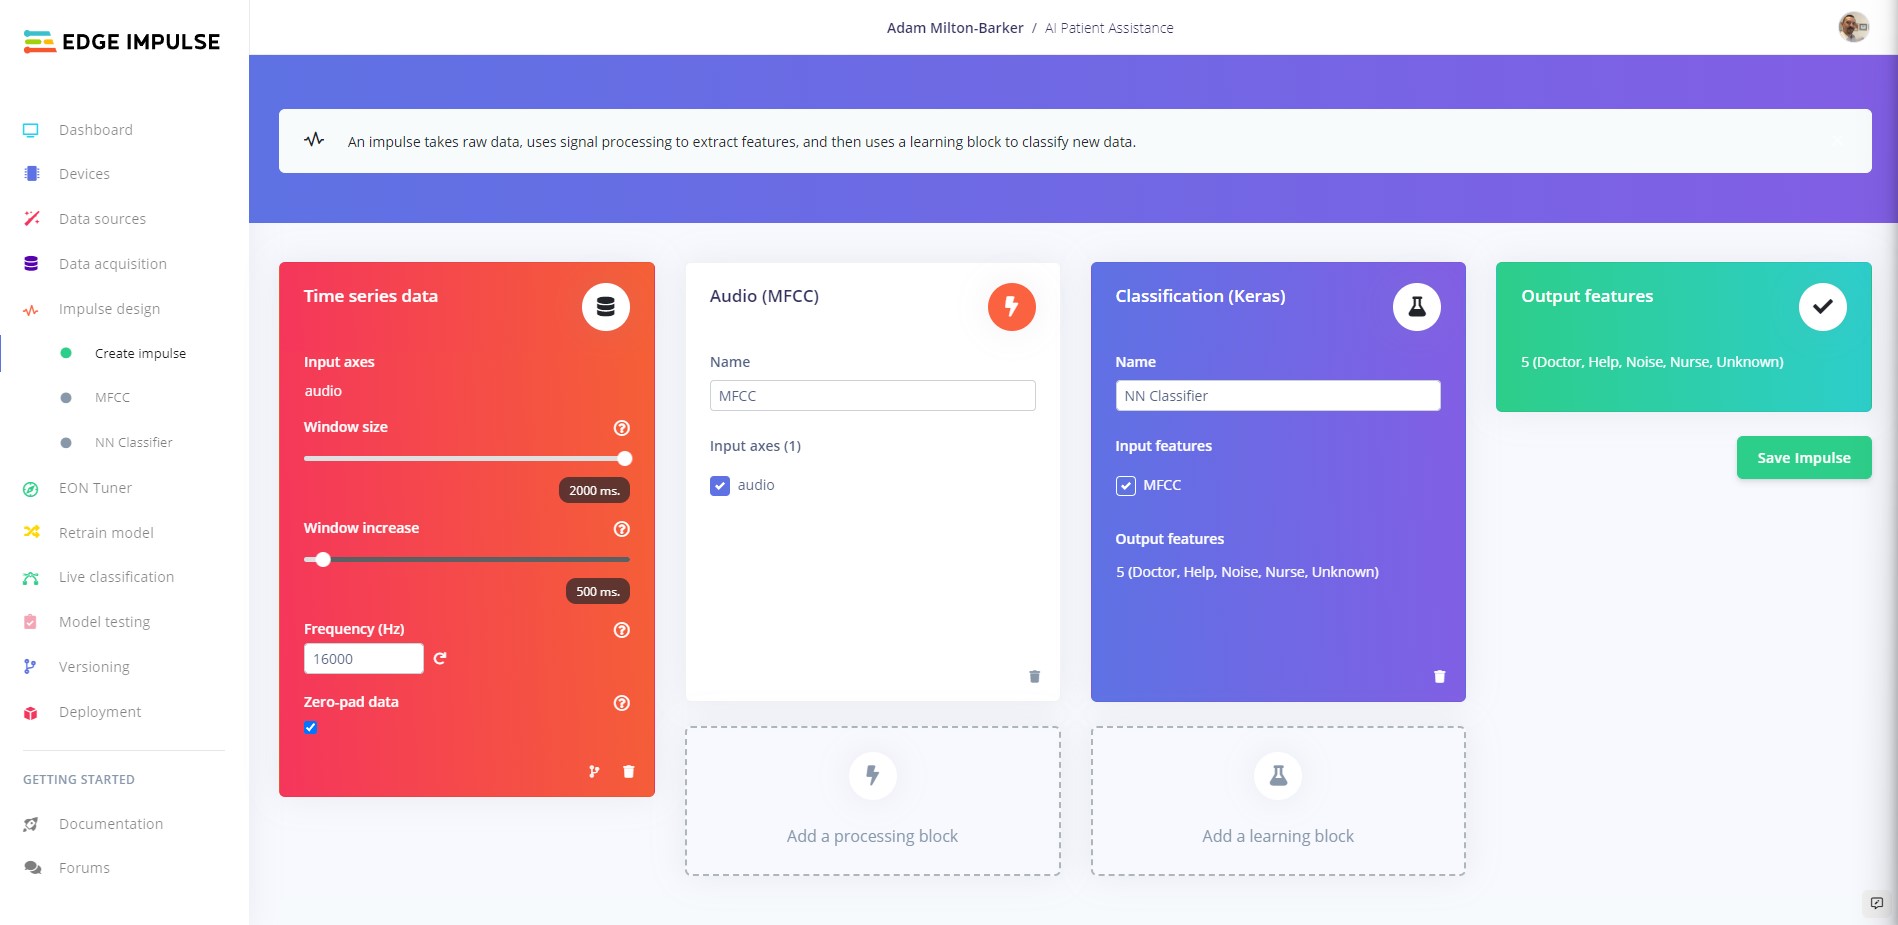 EDGE IMPULSE
Adam Milton-Barker / AI Patient Assistance
Dashboard
Devices
Data sources
Data acquisition
Impulse design
Create impulse
MFCC
NN Classifier
EON Tuner
Retrain model
Live classification
Model testing
Versioning
Deployment
GETTING STARTED
Documentation
Forums
An impulse takes raw data, uses signal processing to extract features, and then uses a learning block to classify new data.
Time series data
Input axes
audio
Window size
2000 ms.
Window increase
500 ms.
Frequency (Hz)
16000
Zero-pad data
Audio (MFCC)
Name
MFCC
Input axes (1)
audio
Classification (Keras)
Name
NN Classifier
Input features
MFCC
Output features
5 (Doctor, Help, Noise, Nurse, Unknown)
Output features
5 (Doctor, Help, Noise, Nurse, Unknown)
Save Impulse
Add a processing block
Add a learning block